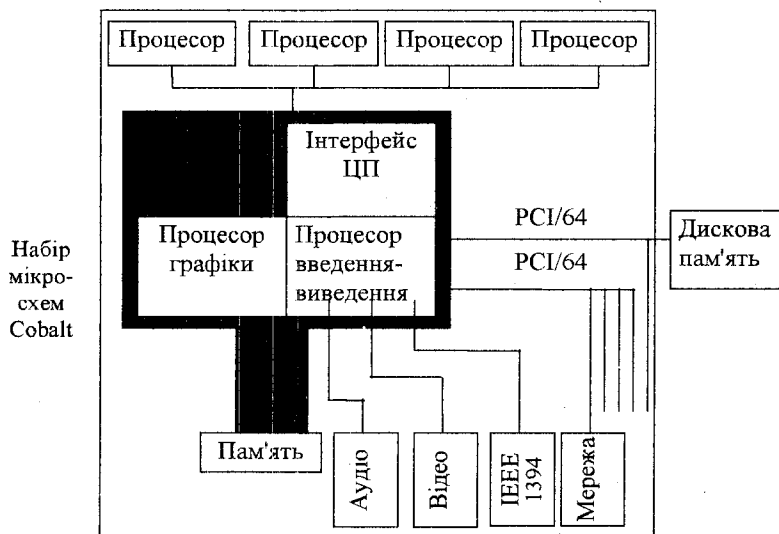 Процесор
Процесор
Процесор
Процесор
Інтерфейс
ЦП
Процесор
графіки
Процесор
введення-
виведення
PCI/64
PCI/64
Дискова
пам'ять
Набір
мікро-
схем
Cobalt
Пам'ять
Аудіо
Відео
IEEE
1394
Мережа